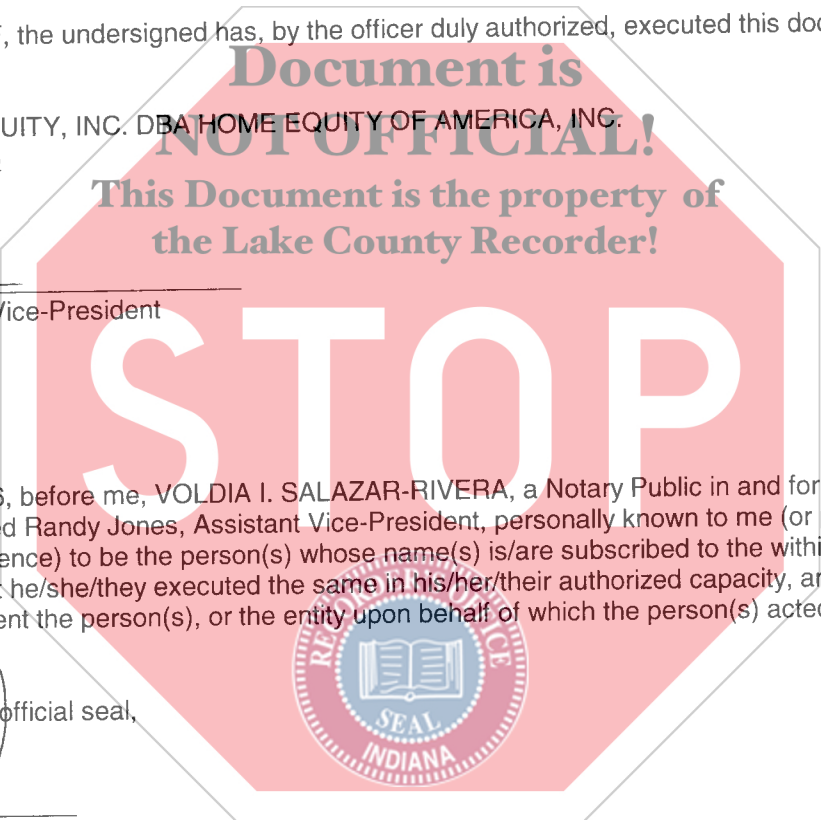 , the undersigned has, by the officer duly authorized, executed this doc
Document is
UITY, INC. DBA HOME EQUITY OF AMERICA, INC.
NOT OFFICIAL!
This Document is the property of
the Lake County Recorder!
Vice-President
STOP
6, before me, VOLDIA I. SALAZAR-RIVERA, a Notary Public in and for
d Randy Jones, Assistant Vice-President, personally known to me (or
ence) to be the person(s) whose name(s) is/are subscribed to the withi
t he/she/they executed the same in his/her/their authorized capacity, an
ent the person(s), or the entity upon behalf of which the person(s) acted
RECORDER'S OFFICE
official seal,
SEAL
INDIANA